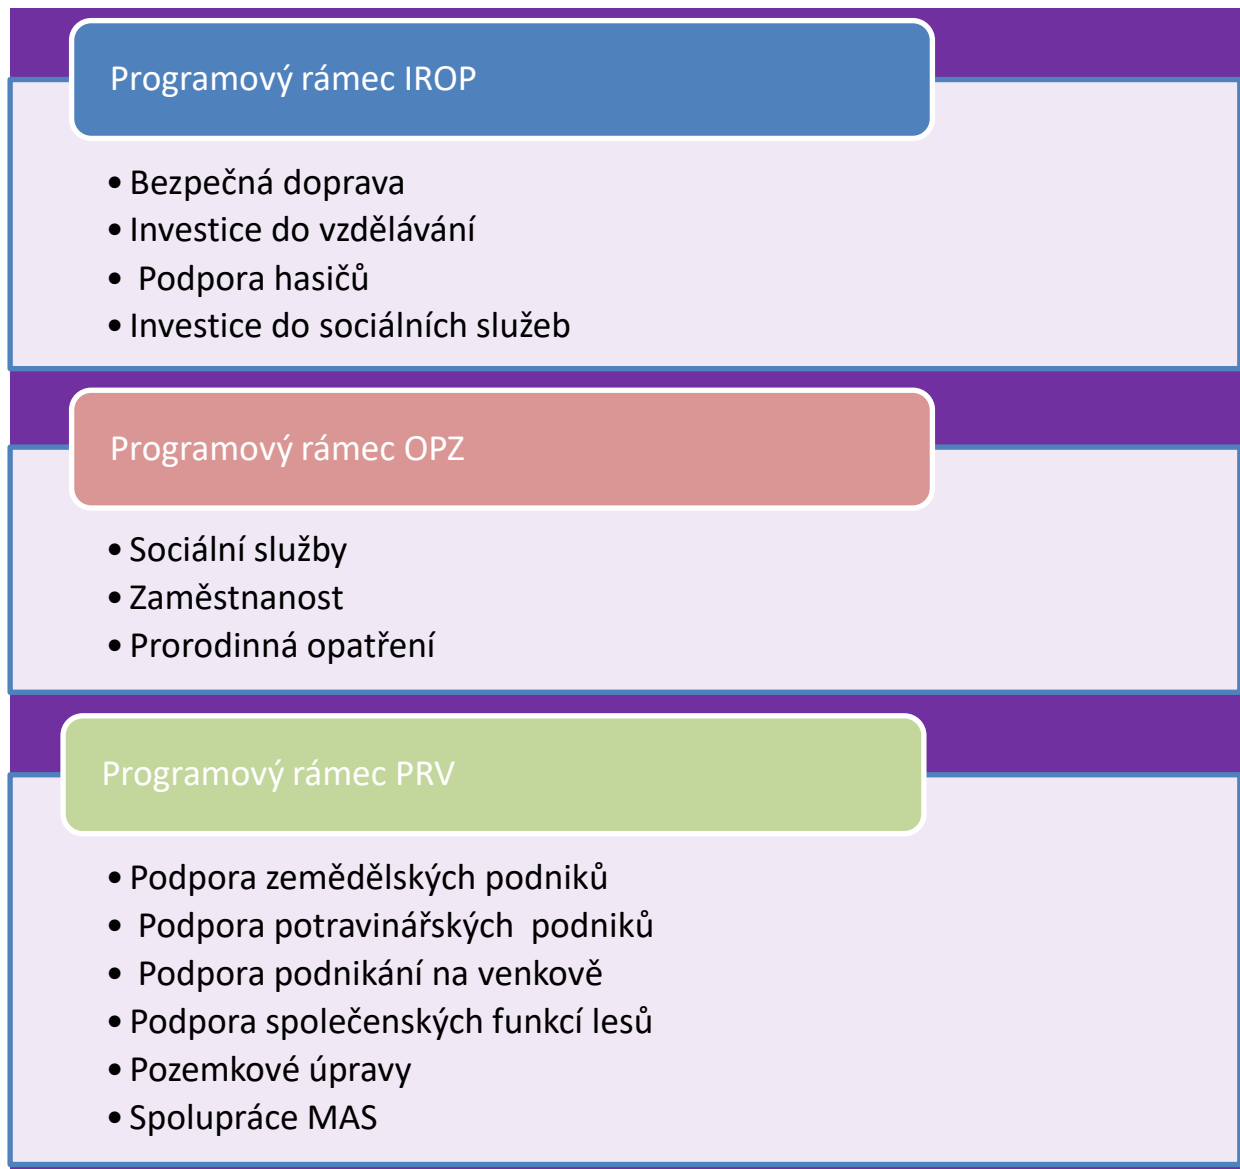 Programový rámec IROP
• Bezpečná doprava
• Investice do vzdělávání
• Podpora hasičů
• Investice do sociálních služeb
Programový rámec OPZ
• Sociální služby
• Zaměstnanost
• Prorodinná opatření
Programový rámec PRV
• Podpora zemědělských podniků
• Podpora potravinářských  podniků
• Podpora podnikání na venkově
• Podpora společenských funkcí lesů
• Pozemkové úpravy
• Spolupráce MAS